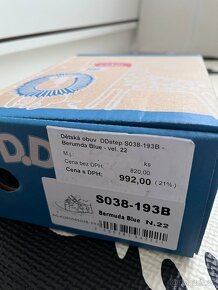 Dětská obuv DDstep S038-193B -
Bermuda Blue - vel. 22
M.j.
ks
Cena bez DPH:
820,00
Cena s DPH:
992,00 (21%)
S038-193B
Bermuda Blue N.22
D.D